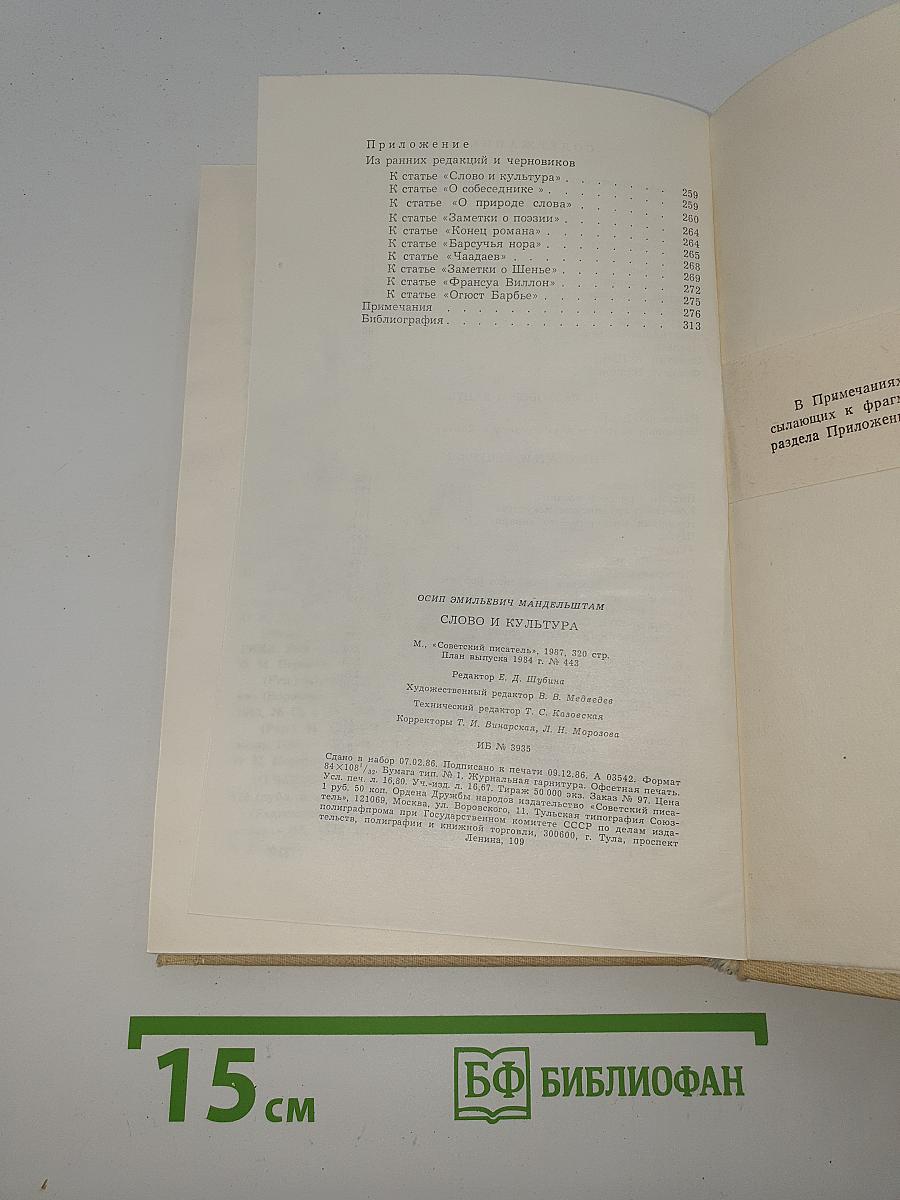 Приложение
Из ранних редакций и черновиков
К статье «Слово и культура» . . . . . . . 259
К статье «О собеседнике » . . . . . . . . 259
К статье «О природе слова» . . . . . . . 260
К статье «Заметки о поэзии» . . . . . . . 264
К статье «Конец романа» . . . . . . . . 264
К статье «Барсучья нора» . . . . . . . . 265
К статье «Чаадаев» . . . . . . . . . . 268
К статье «Заметки о Шенье» . . . . . . . 269
К статье «Франсуа Виллон» . . . . . . . 272
К статье «Огюст Барбье» . . . . . . . . 275
Примечания . . . . . . . . . . . . 276
Библиография . . . . . . . . . . . . 313
ОСИП ЭМИЛЬЕВИЧ МАНДЕЛЬШТАМ
СЛОВО И КУЛЬТУРА
М., «Советский писатель», 1987, 320 стр.
План выпуска 1984 г. № 443
Редактор Е. Д. Шубина
Художественный редактор В. В. Медведев
Технический редактор Т. С. Казовская
Корректоры Т. И. Винарская, Л. Н. Морозова
ИБ № 3935
Сдано в набор 07.02.86. Подписано к печати 09.12.86. А 03542. Формат
84×108¹/₃₂. Бумага тип. № 1. Журнальная гарнитура. Офсетная печать.
Усл. печ. л. 16,80. Уч.-изд. л. 16,67. Тираж 50 000 экз. Заказ № 97. Цена
1 руб. 50 коп. Ордена Дружбы народов издательство «Советский писа-
тель», 121069, Москва, ул. Воровского, 11. Тульская типография Союз-
полиграфпрома при Государственном комитете СССР по делам изда-
тельств, полиграфии и книжной торговли, 300600, г. Тула, проспект
Ленина, 109
В Примечаниях
сылающих к фрагм
раздела Приложени
15 см
БФ БИБЛИОФАН